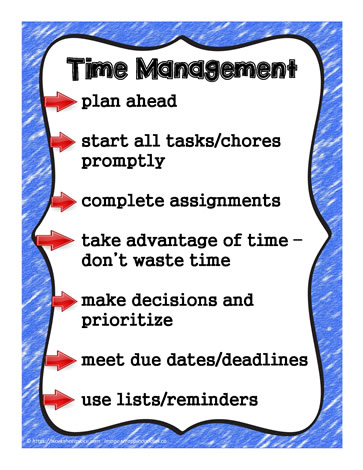 Time Management
plan ahead
start all tasks/chores
promptly
complete assignments
take advantage of time –
don't waste time
make decisions and
prioritize
meet due dates/deadlines
use lists/reminders